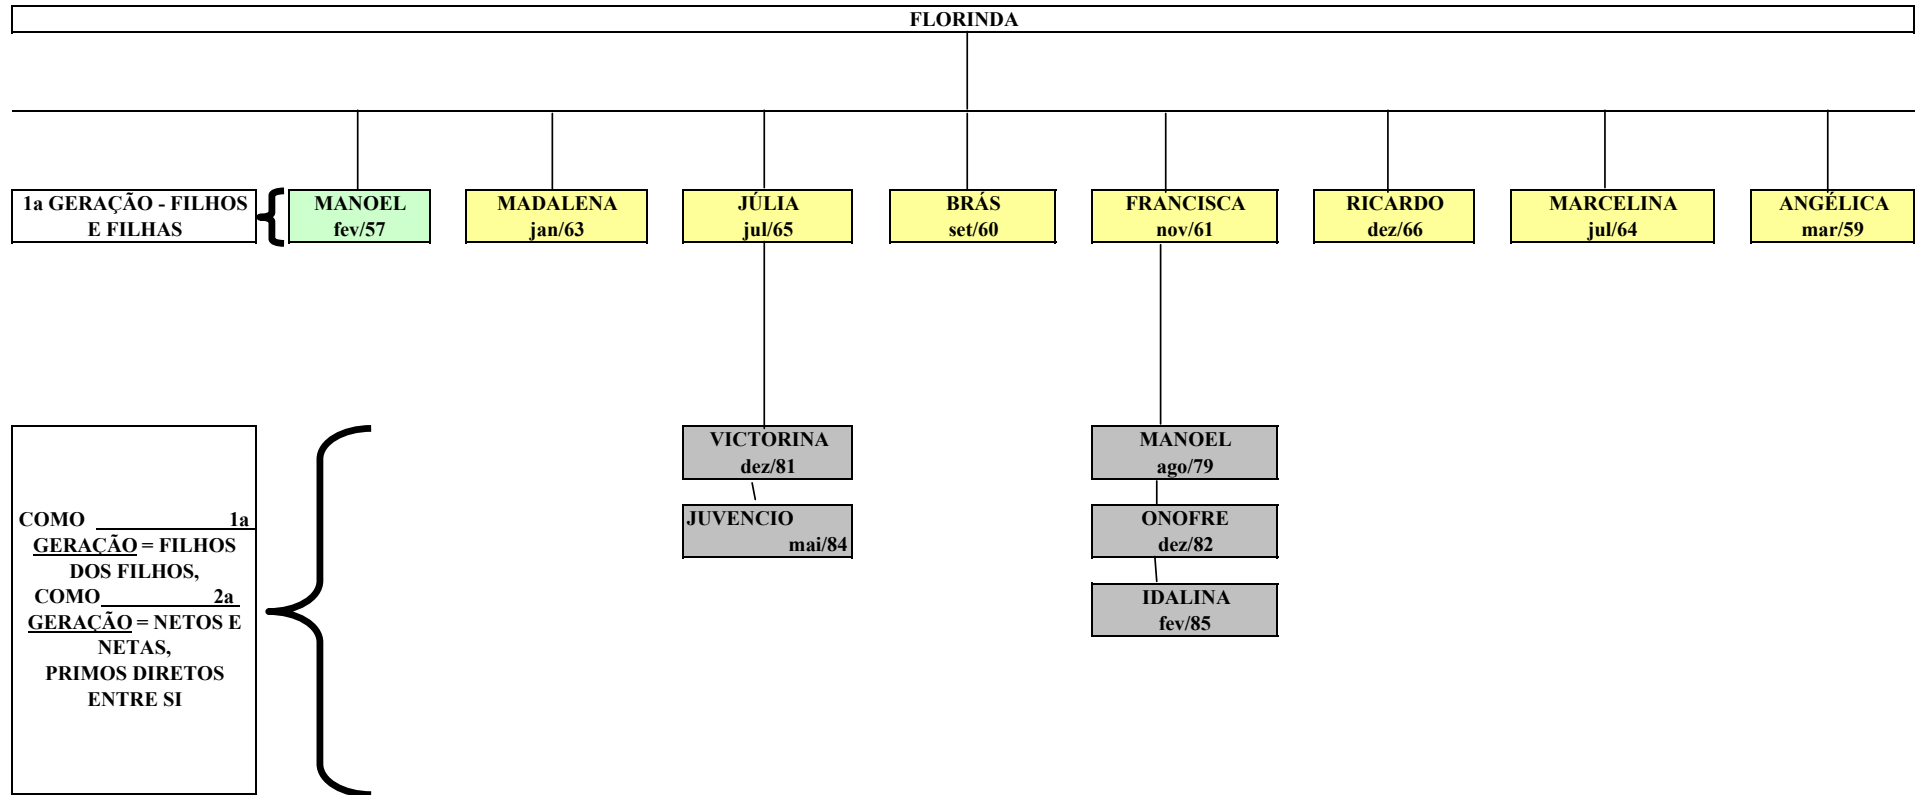 FLORINDA
1a GERAÇÃO - FILHOS
E FILHAS
MANOEL
fev/57
MADALENA
jan/63
JÚLIA
jul/65
BRÁS
set/60
FRANCISCA
nov/61
RICARDO
dez/66
MARCELINA
jul/64
ANGÉLICA
mar/59
COMO 1a
GERAÇÃO = FILHOS
DOS FILHOS,
COMO 2a
GERAÇÃO = NETOS E
NETAS,
PRIMOS DIRETOS
ENTRE SI
VICTORINA
dez/81
JUVENCIO
mai/84
MANOEL
ago/79
ONOFRE
dez/82
IDALINA
fev/85